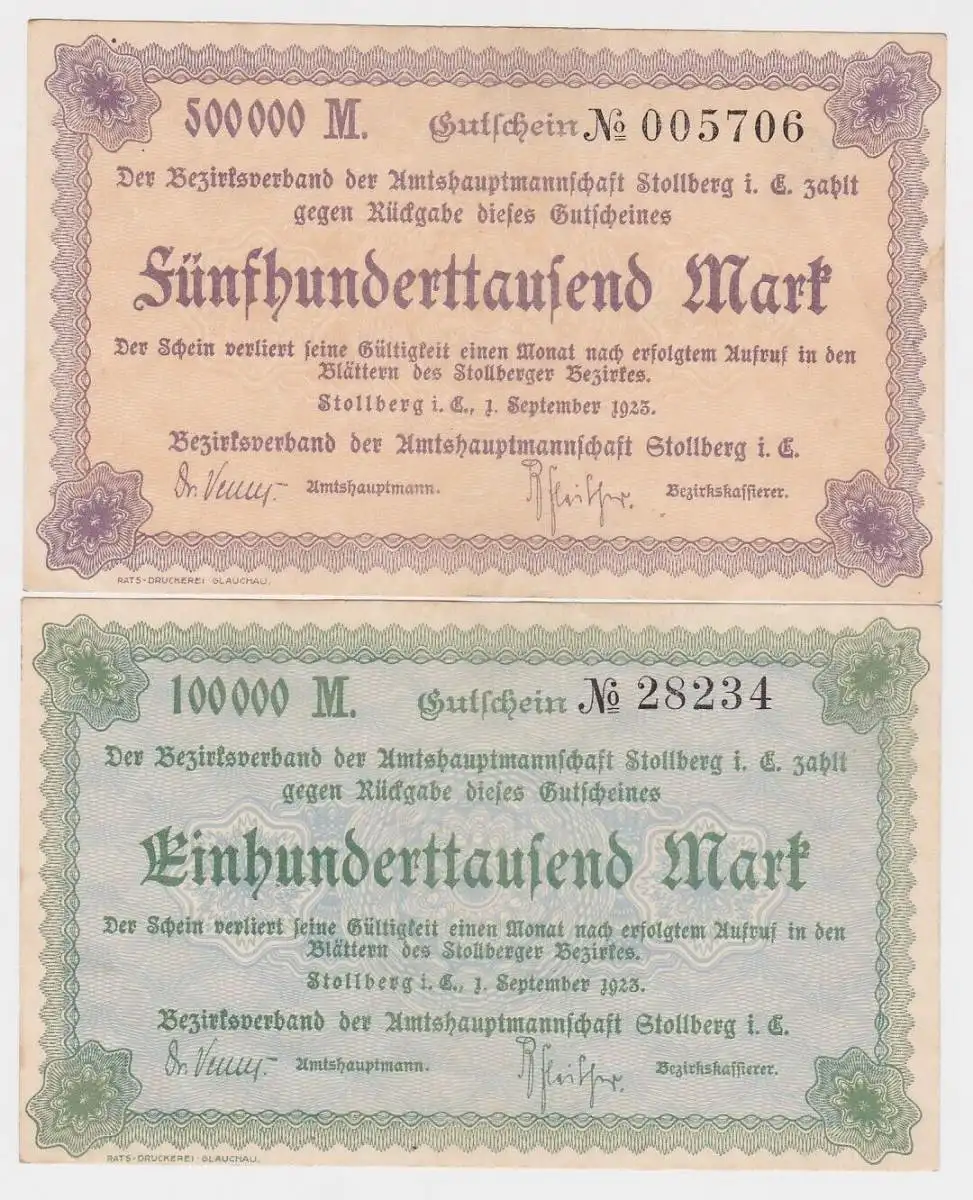 500000 M. Gutschein № 005706
Der Bezirksverband der Amtshauptmannschaft Stollberg i. E. zahlt
gegen Rückgabe dieses Gutscheines
Fünfhunderttausend Mark
Der Schein verliert seine Gültigkeit einen Monat nach erfolgtem Aufruf in den
Blättern des Stollberger Bezirkes.
Stollberg i. E., 1. September 1923.
Bezirksverband der Amtshauptmannschaft Stollberg i. E.
Amtshauptmann. Bezirkskassierer.
RATS-DRUCKEREI GLAUCHAU.
100000 M. Gutschein № 28234
Der Bezirksverband der Amtshauptmannschaft Stollberg i. E. zahlt
gegen Rückgabe dieses Gutscheines
Einhunderttausend Mark
Der Schein verliert seine Gültigkeit einen Monat nach erfolgtem Aufruf in den
Blättern des Stollberger Bezirkes.
Stollberg i. E., 1. September 1923.
Bezirksverband der Amtshauptmannschaft Stollberg i. E.
Amtshauptmann. Bezirkskassierer.
RATS-DRUCKEREI GLAUCHAU.